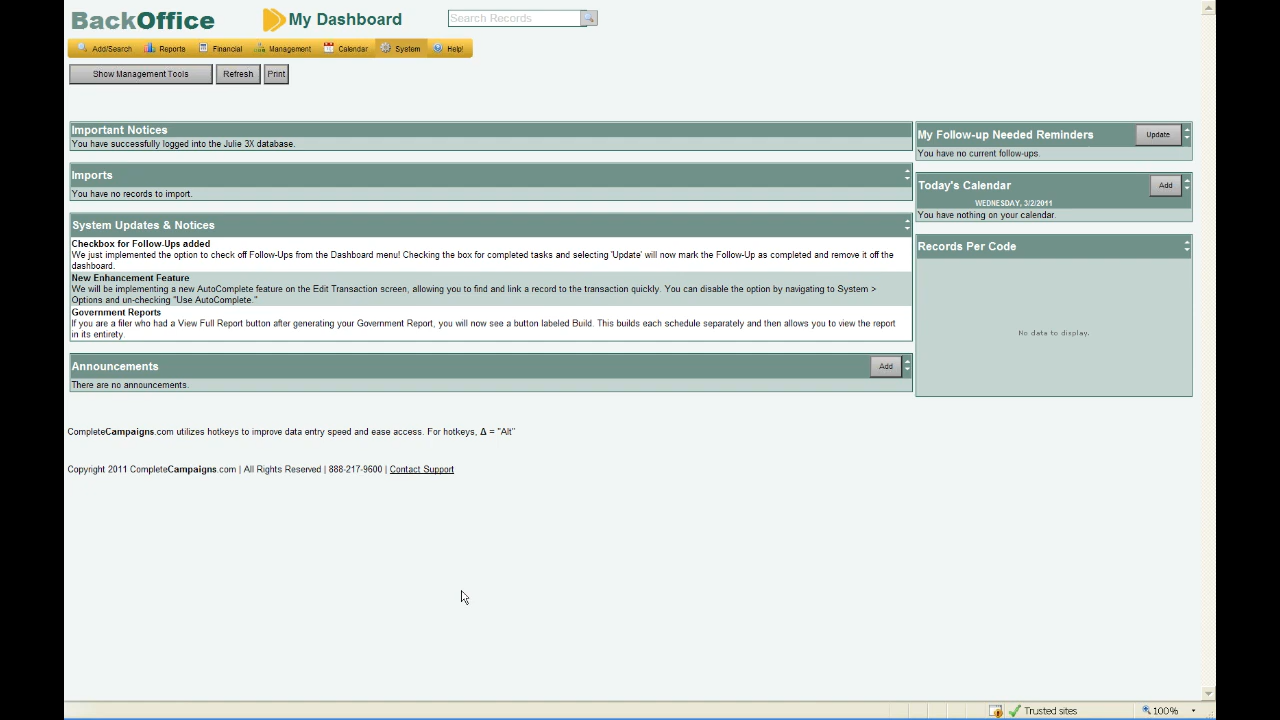 BackOffice
My Dashboard
Search Records
Add/Search Reports Financial Management Calendar System Help!
Show Management Tools Refresh Print
Important Notices
You have successfully logged into the Julie 3X database.
Imports
You have no records to import.
System Updates & Notices
Checkbox for Follow-Ups added
We just implemented the option to check off Follow-Ups from the Dashboard menu! Checking the box for completed tasks and selecting 'Update' will now mark the Follow-Up as completed and remove it off the
dashboard.
New Enhancement Feature
We will be implementing a new AutoComplete feature on the Edit Transaction screen, allowing you to find and link a record to the transaction quickly. You can disable the option by navigating to System >
Options and un-checking "Use AutoComplete."
Government Reports
If you are a filer who had a View Full Report button after generating your Government Report, you will now see a button labeled Build. This builds each schedule separately and then allows you to view the report
in its entirety.
Announcements
Add
There are no announcements.
My Follow-up Needed Reminders
Update
You have no current follow-ups.
Today's Calendar
Add
WEDNESDAY, 3/2/2011
You have nothing on your calendar.
Records Per Code
No data to display.
CompleteCampaigns.com utilizes hotkeys to improve data entry speed and ease access. For hotkeys, Δ = "Alt"
Copyright 2011 CompleteCampaigns.com | All Rights Reserved | 888-217-9600 | Contact Support
Trusted sites
100%